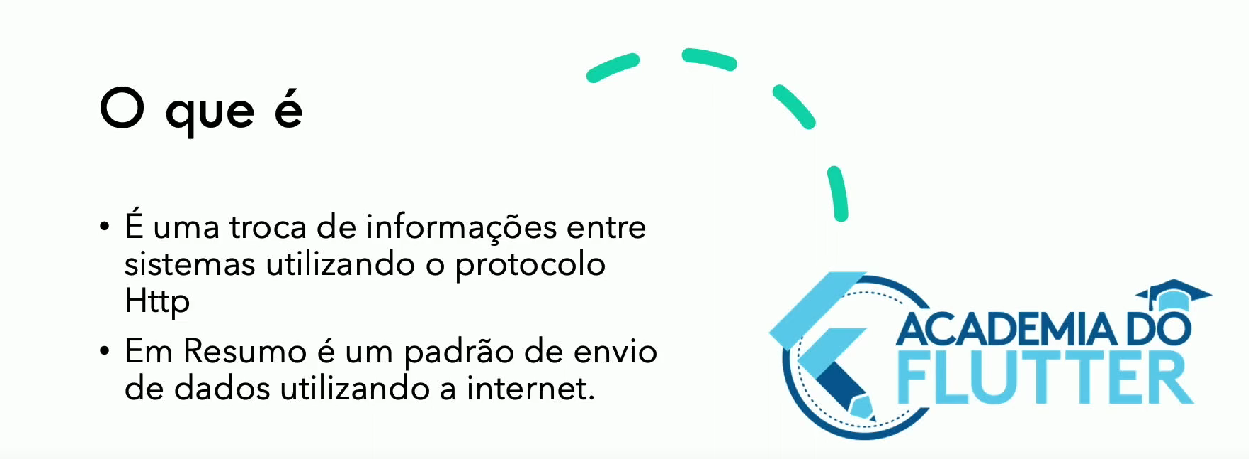 O que é
• É uma troca de informações entre
sistemas utilizando o protocolo
Http
• Em Resumo é um padrão de envio
de dados utilizando a internet.
ACADEMIA DO
FLUTTER